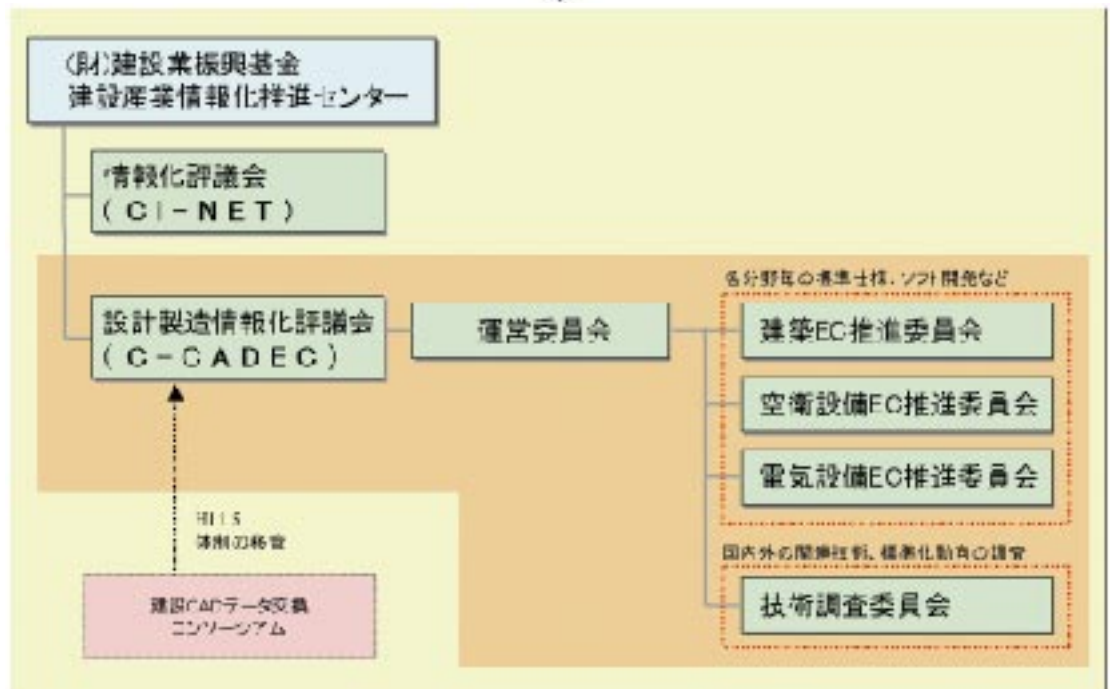 (財)建設業振興基金
建設産業情報化推進センター
情報化評議会
(CI-NET)
設計製造情報化評議会
(C-CADEC)
運営委員会
各分野毎の標準仕様、ソフト開発など
建築EC推進委員会
空衛設備EC推進委員会
電気設備EC推進委員会
国内外の関連技術、標準化動向の調査
技術調査委員会
体制の移管
建設CADデータ交換
コンソーシアム